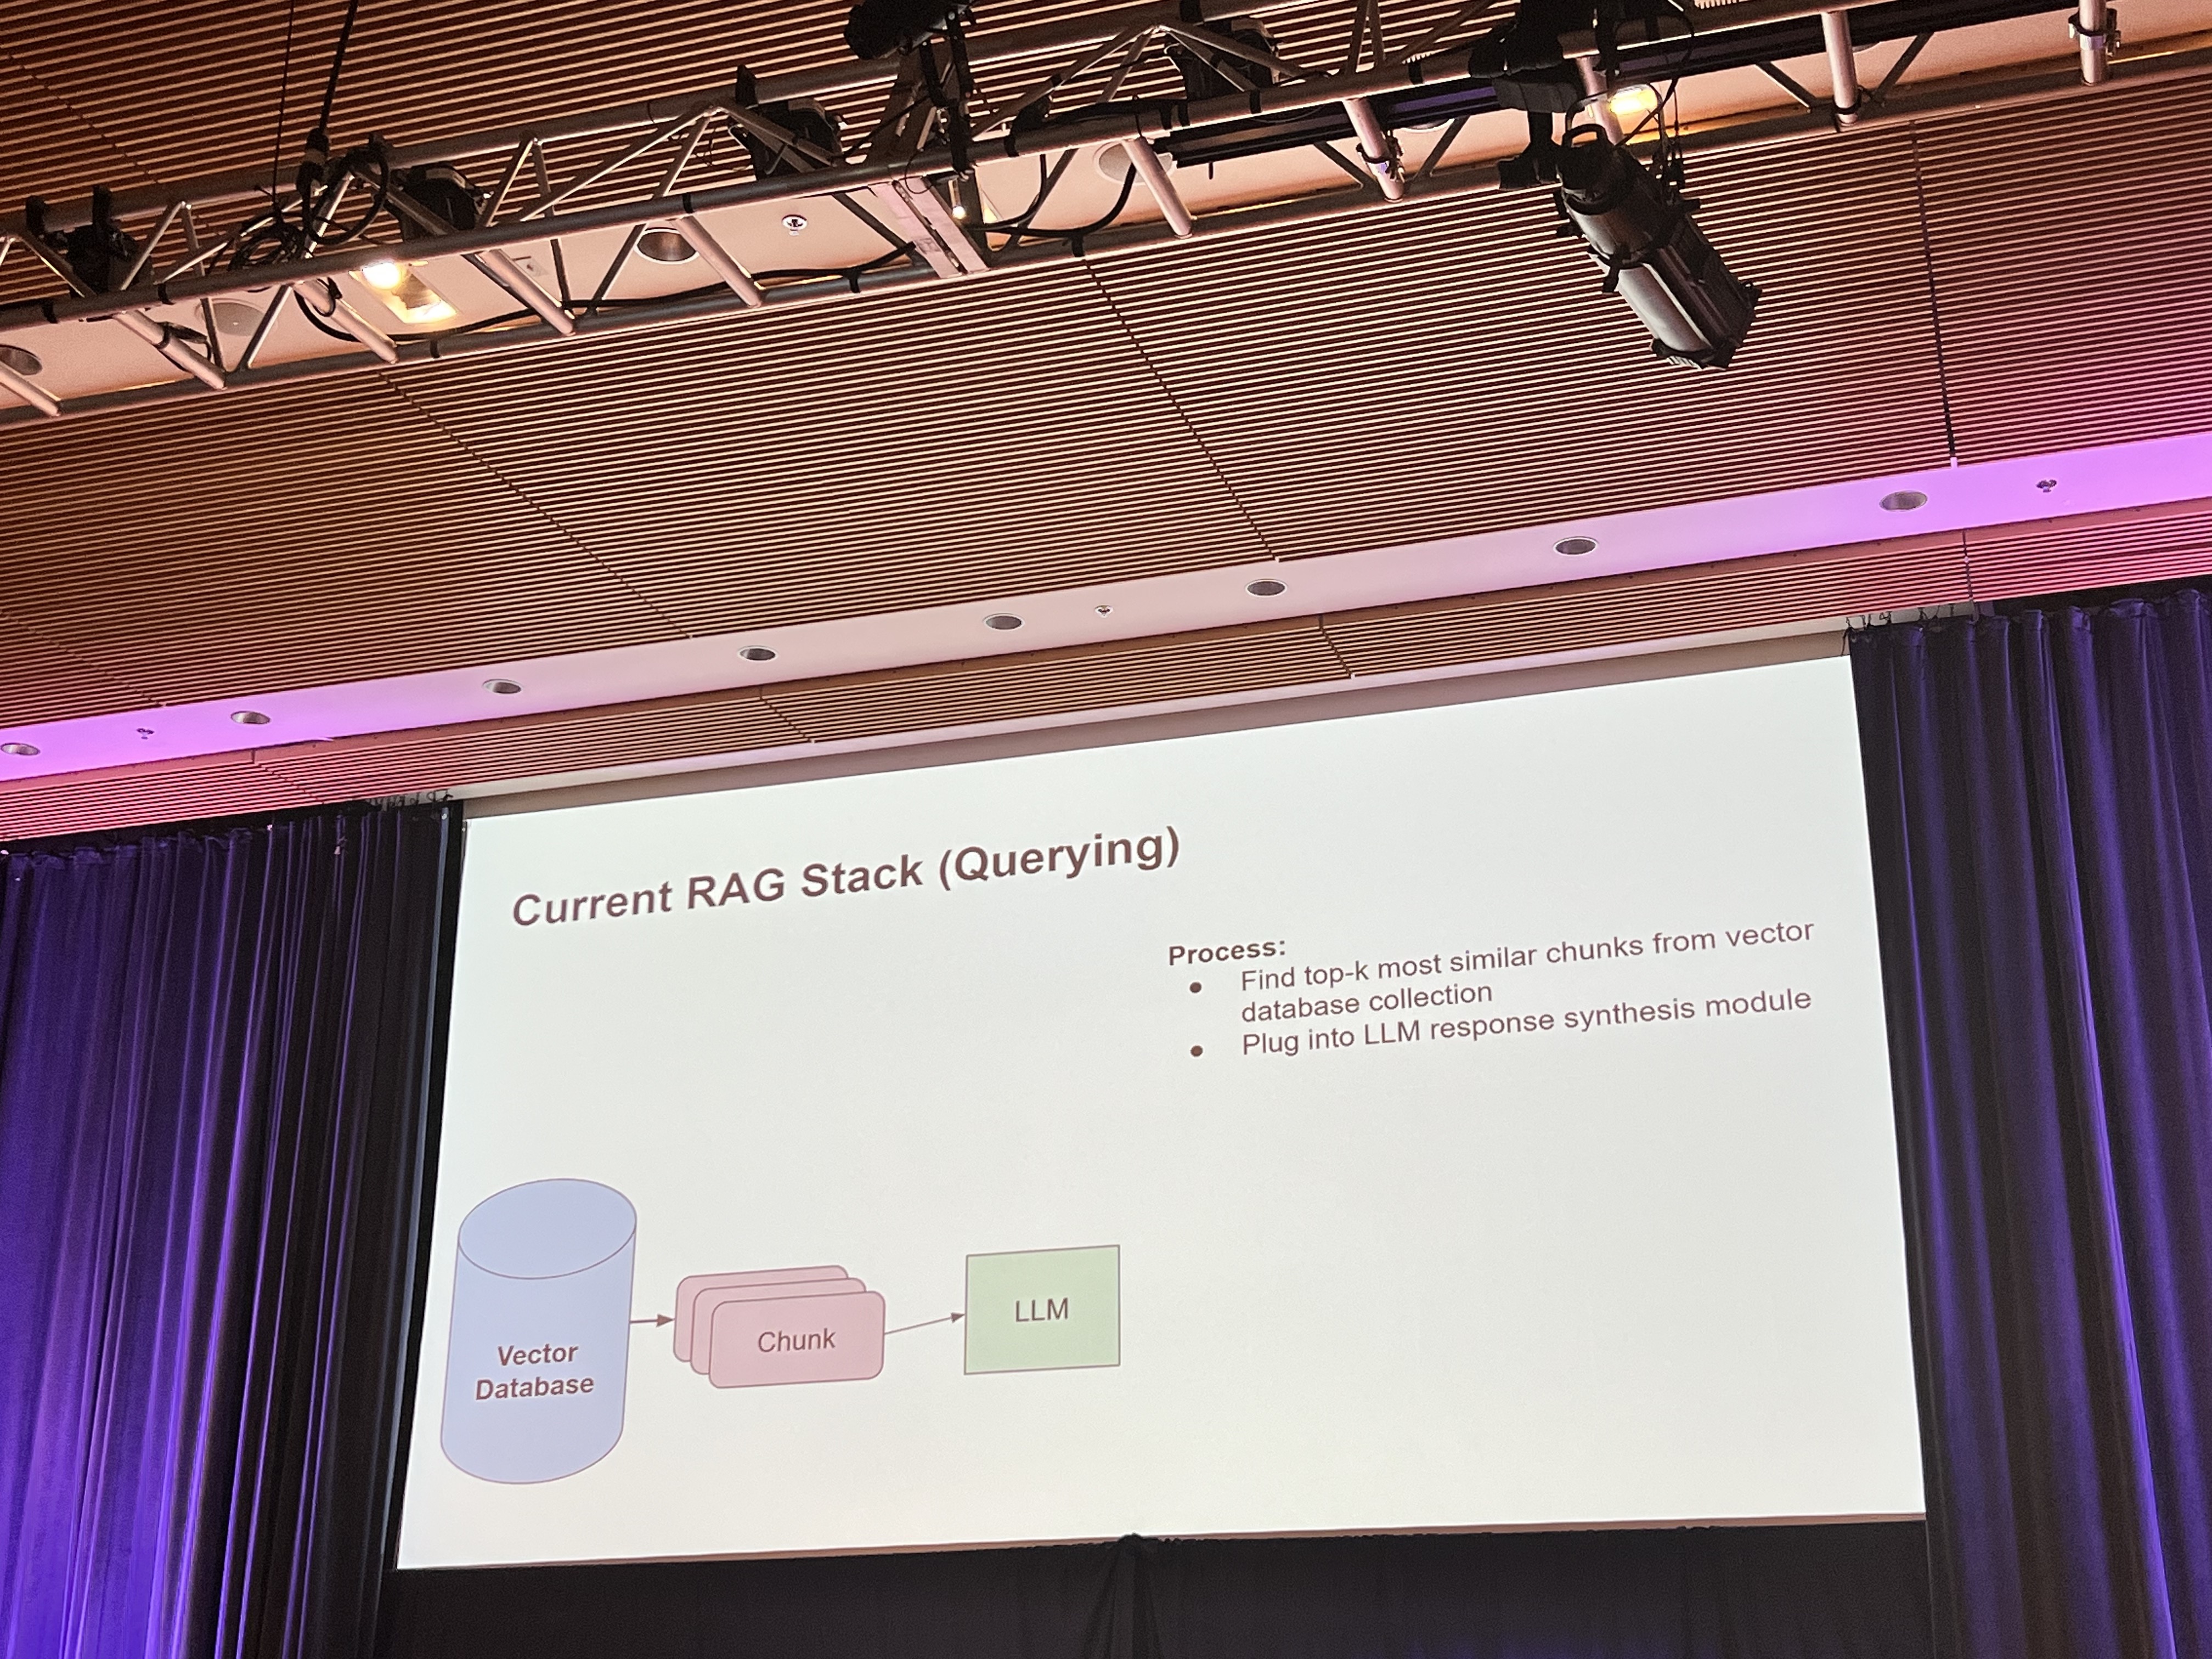 Current RAG Stack (Querying)
Process:
● Find top-k most similar chunks from vector
database collection
● Plug into LLM response synthesis module
Vector
Database
Chunk
LLM